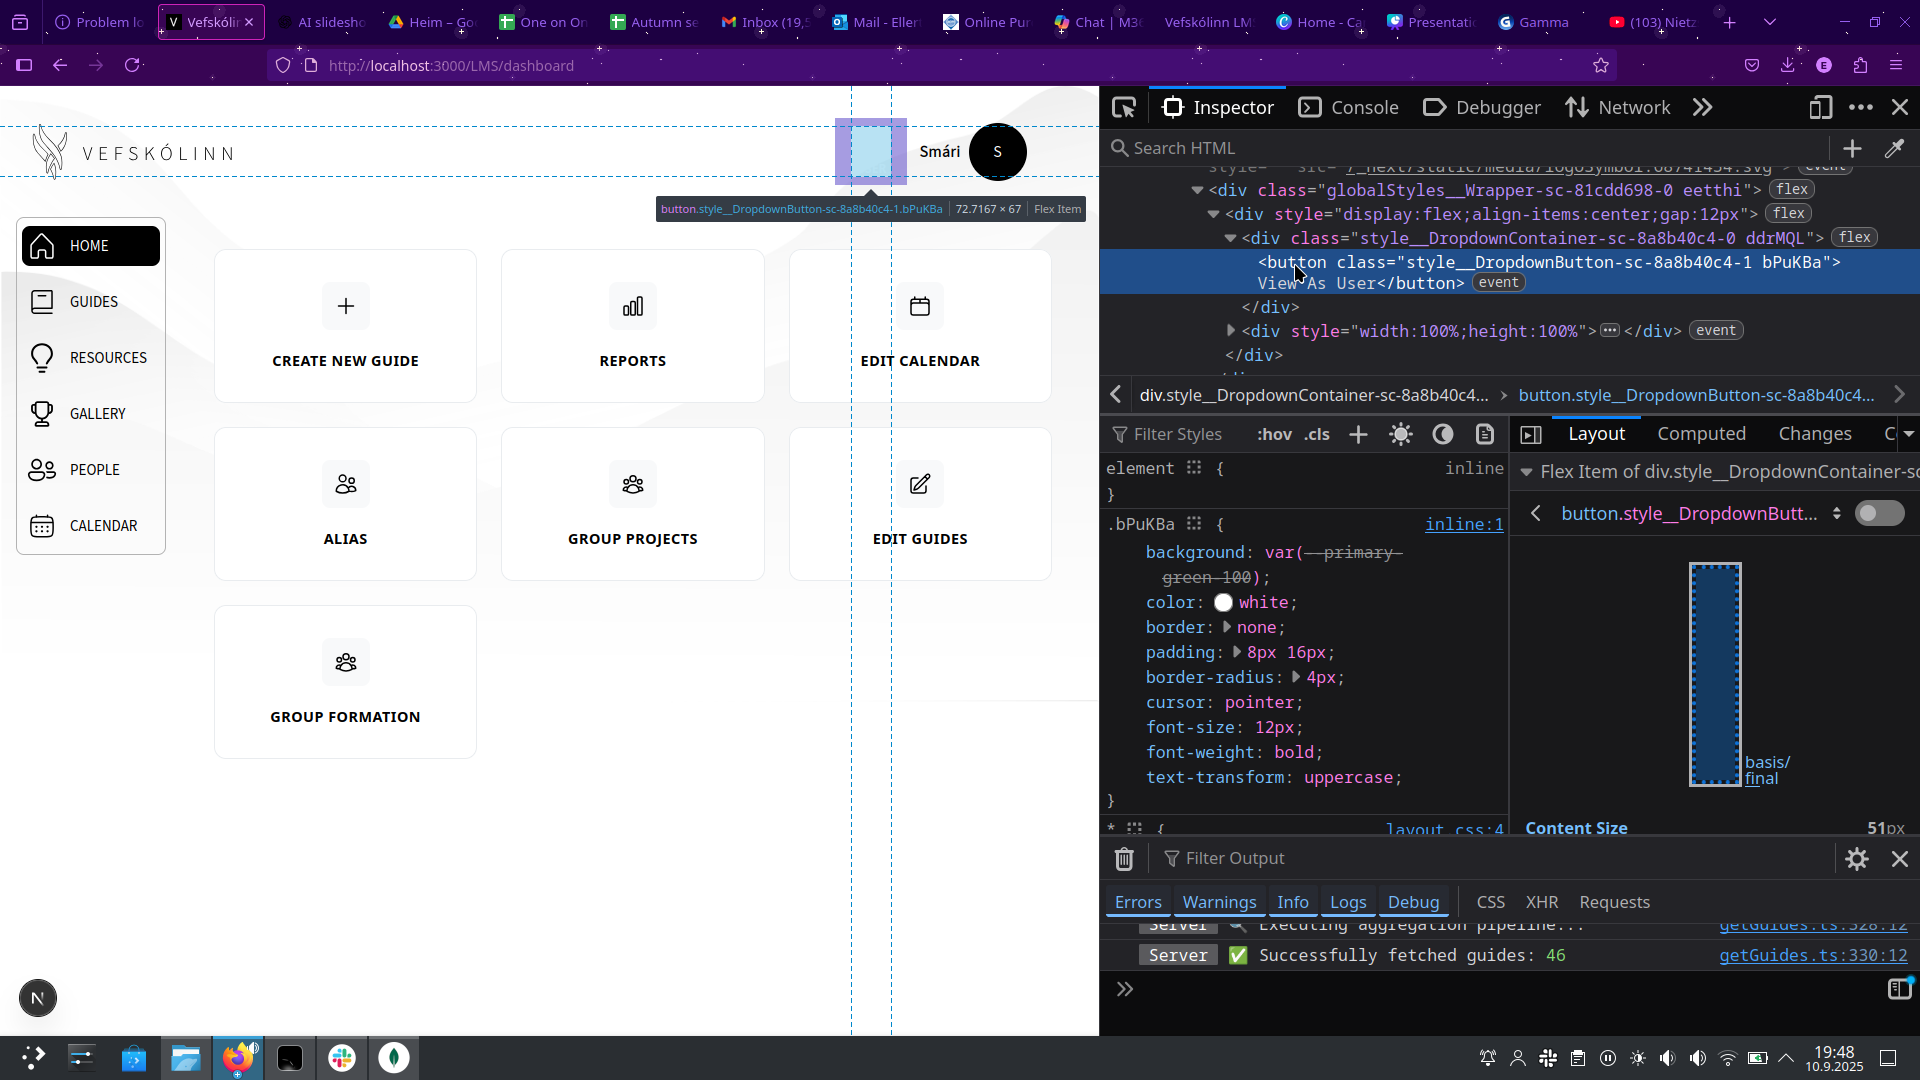 Problem lo
Vefskólin
AI slidesho
Heim – Go
One on On
Autumn se
Inbox (19,5
Mail - Eller
Online Pun
Chat | M36
Vefskólinn LM
Home - Ca
Presentatic
Gamma
(103) Nietz
http://localhost:3000/LMS/dashboard
VEFSKÓLINN
Smári
S
button.style__DropdownButton-sc-8a8b40c4-1.bPuKBa
72.7167 × 67
Flex Item
HOME
GUIDES
RESOURCES
GALLERY
PEOPLE
CALENDAR
CREATE NEW GUIDE
REPORTS
EDIT CALENDAR
ALIAS
GROUP PROJECTS
EDIT GUIDES
GROUP FORMATION
N
Inspector
Console
Debugger
Network
Search HTML
<div class="globalStyles__Wrapper-sc-81cdd698-0 eetthi"> flex
<div style="display:flex;align-items:center;gap:12px"> flex
<div class="style__DropdownContainer-sc-8a8b40c4-0 ddrMQL"> flex
<button class="style__DropdownButton-sc-8a8b40c4-1 bPuKBa">
View As User</button> event
</div>
<div style="width:100%;height:100%"> ··· </div> event
</div>
div.style__DropdownContainer-sc-8a8b40c4...
button.style__DropdownButton-sc-8a8b40c4...
Filter Styles
:hov
.cls
Layout
Computed
Changes
element { inline
}
.bPuKBa { inline:1
background: var(--primary-
green-100);
color: white;
border: none;
padding: 8px 16px;
border-radius: 4px;
cursor: pointer;
font-size: 12px;
font-weight: bold;
text-transform: uppercase;
}
* { layout.css:4
Flex Item of div.style__DropdownContainer-sc
button.style__DropdownButt...
basis/
final
Content Size
51px
Filter Output
Errors
Warnings
Info
Logs
Debug
CSS
XHR
Requests
Server Executing aggregation pipeline... getGuides.ts:328:12
Server ✅ Successfully fetched guides: 46 getGuides.ts:330:12
19:48
10.9.2025